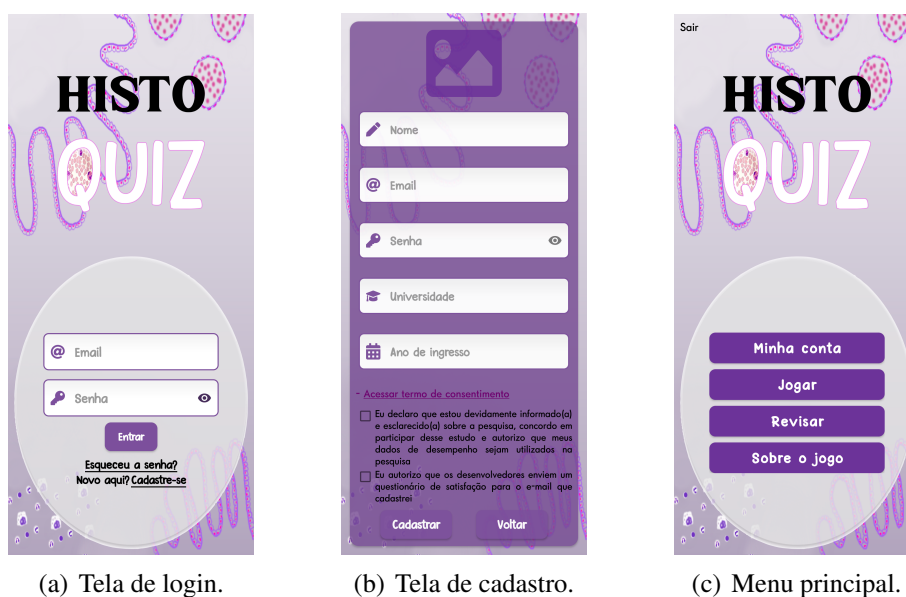 HISTO
QUIZ
Email
Senha
Entrar
Esqueceu a senha?
Novo aqui? Cadastre-se
(a) Tela de login.
Nome
Email
Senha
Universidade
Ano de ingresso
- Acessar termo de consentimento
Eu declaro que estou devidamente informado(a)
e esclarecido(a) sobre a pesquisa, concordo em
participar desse estudo e autorizo que meus
dados de desempenho sejam utilizados na
pesquisa
Eu autorizo que os desenvolvedores enviem um
questionário de satisfação para o e-mail que
cadastrei
Cadastrar Voltar
(b) Tela de cadastro.
Sair
HISTO
QUIZ
Minha conta
Jogar
Revisar
Sobre o jogo
(c) Menu principal.